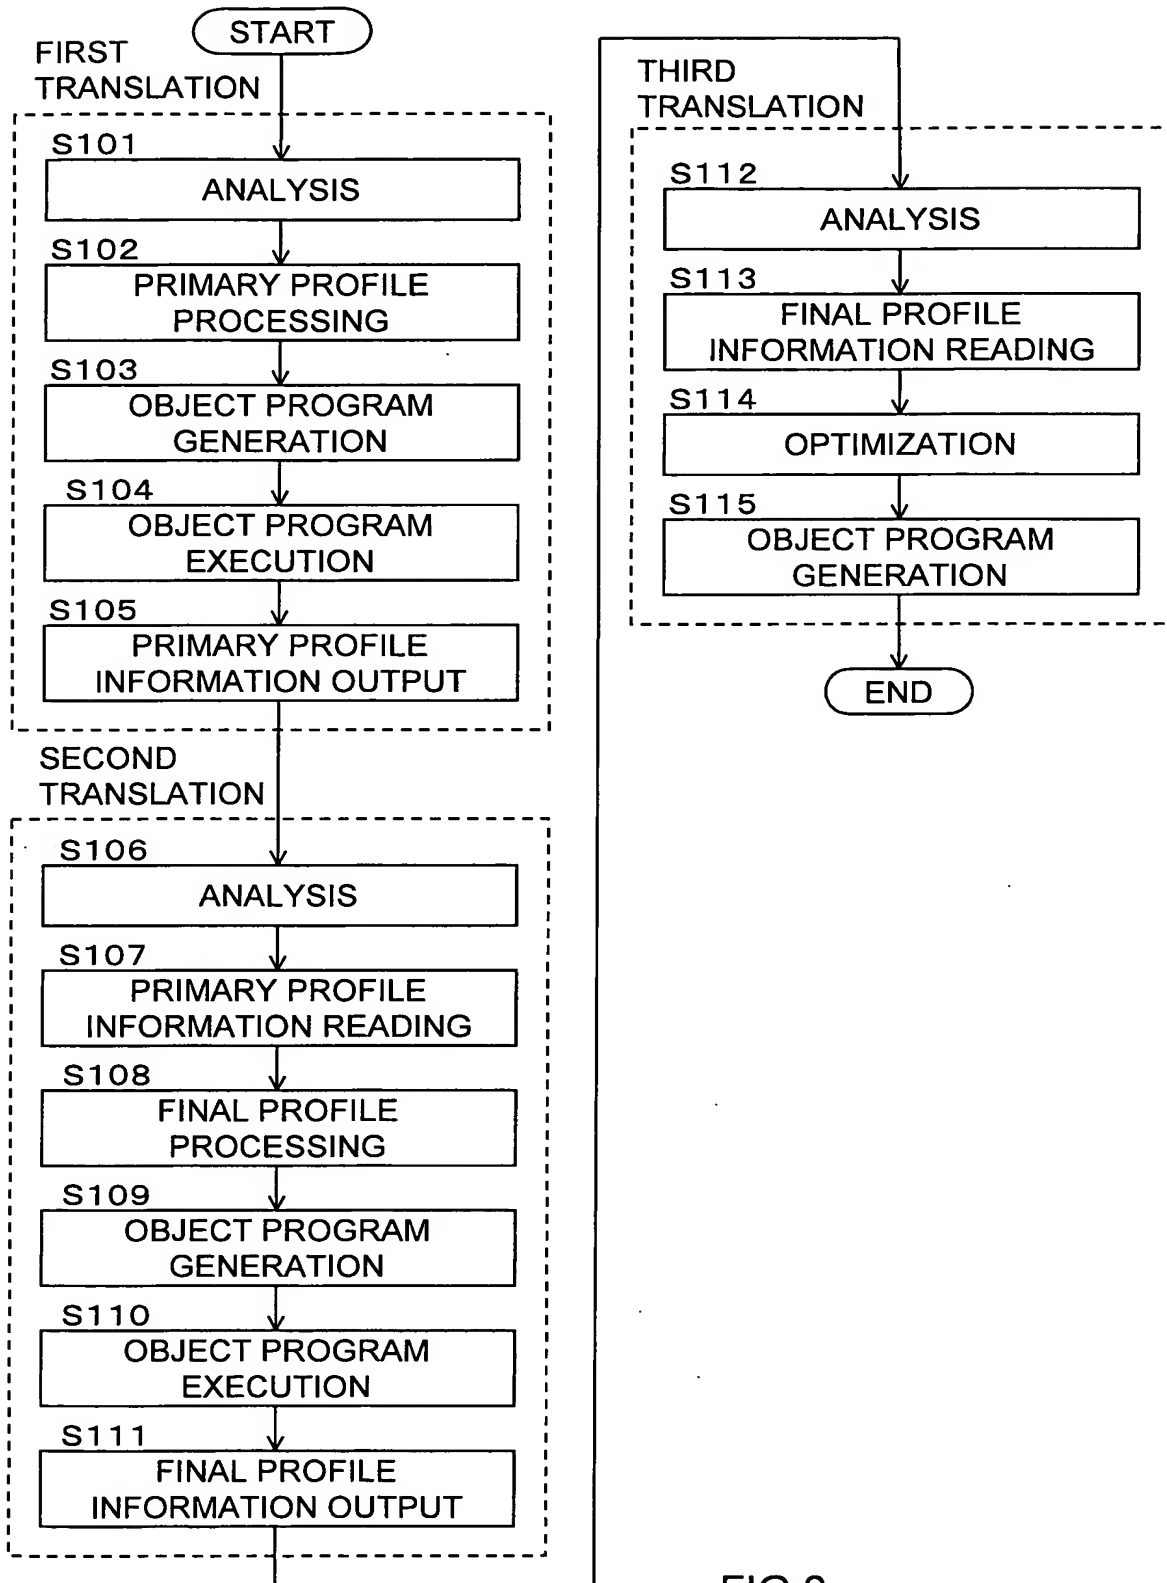 START
FIRST
TRANSLATION
S101
ANALYSIS
S102
PRIMARY PROFILE
PROCESSING
S103
OBJECT PROGRAM
GENERATION
S104
OBJECT PROGRAM
EXECUTION
S105
PRIMARY PROFILE
INFORMATION OUTPUT
SECOND
TRANSLATION
S106
ANALYSIS
S107
PRIMARY PROFILE
INFORMATION READING
S108
FINAL PROFILE
PROCESSING
S109
OBJECT PROGRAM
GENERATION
S110
OBJECT PROGRAM
EXECUTION
S111
FINAL PROFILE
INFORMATION OUTPUT
THIRD
TRANSLATION
S112
ANALYSIS
S113
FINAL PROFILE
INFORMATION READING
S114
OPTIMIZATION
S115
OBJECT PROGRAM
GENERATION
END